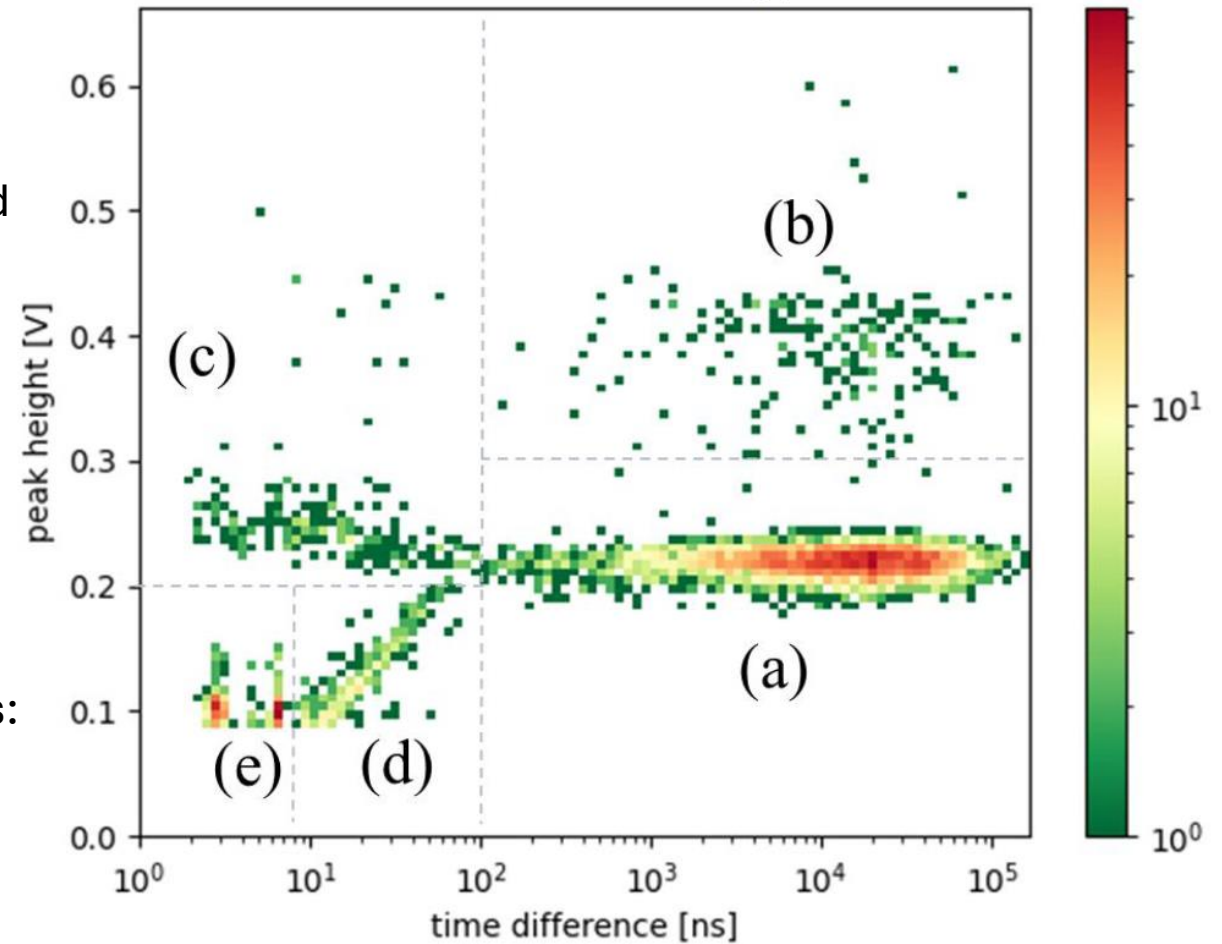 0.6
d
0.5
(b)
0.4
(c)
10¹
0.3
peak height [V]
0.2
(a)
s:
0.1
(e)
(d)
0.0
10⁰
10⁰ 10¹ 10² 10³ 10⁴ 10⁵
time difference [ns]